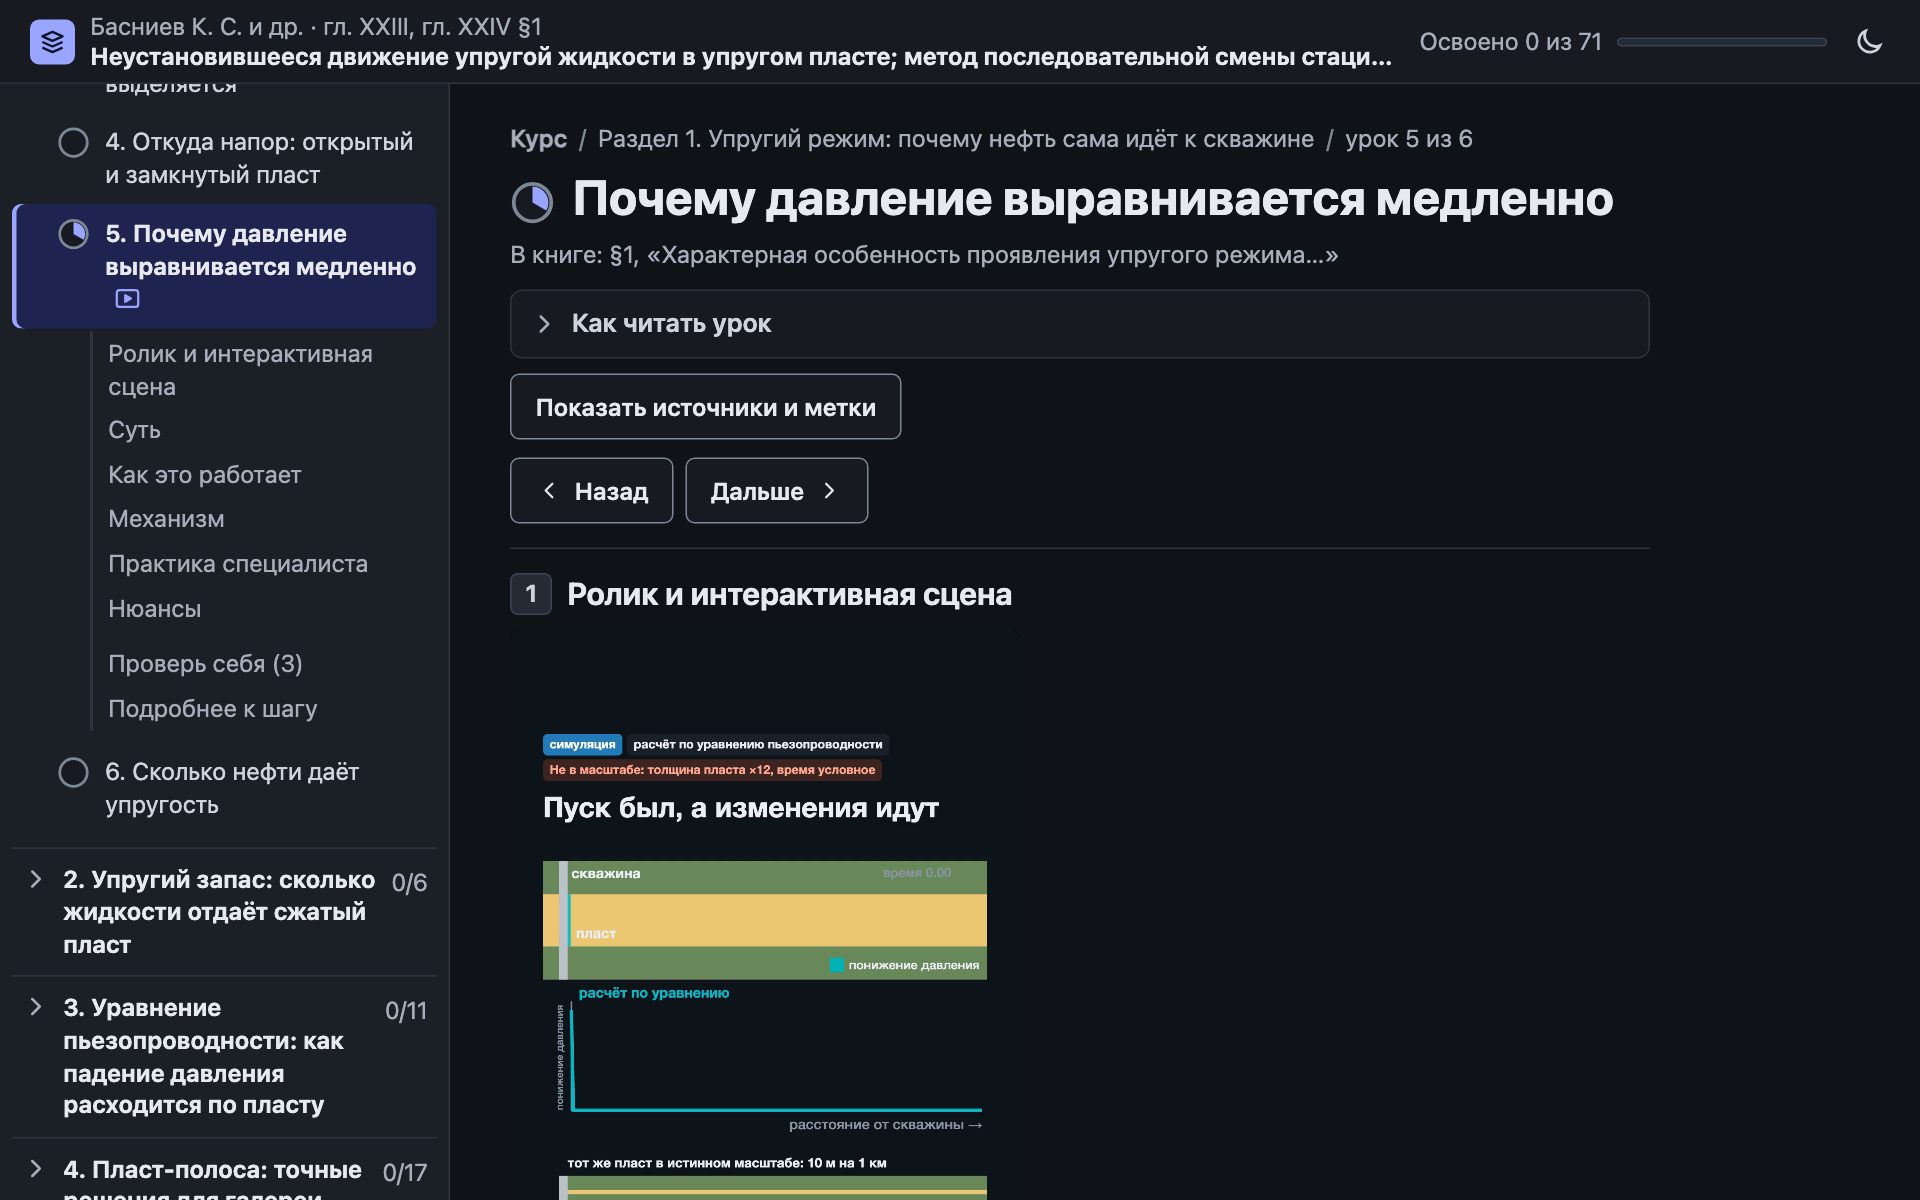 Басниев К. С. и др. · гл. XXIII, гл. XXIV §1
Неустановившееся движение упругой жидкости в упругом пласте; метод последовательной смены стаци...
Освоено 0 из 71
выделяется
4. Откуда напор: открытый
и замкнутый пласт
5. Почему давление
выравнивается медленно
Ролик и интерактивная
сцена
Суть
Как это работает
Механизм
Практика специалиста
Нюансы
Проверь себя (3)
Подробнее к шагу
6. Сколько нефти даёт
упругость
2. Упругий запас: сколько
жидкости отдаёт сжатый
пласт
0/6
3. Уравнение
пьезопроводности: как
падение давления
расходится по пласту
0/11
4. Пласт-полоса: точные
решения для галереи
0/17
Курс / Раздел 1. Упругий режим: почему нефть сама идёт к скважине / урок 5 из 6
Почему давление выравнивается медленно
В книге: §1, «Характерная особенность проявления упругого режима…»
Как читать урок
Показать источники и метки
Назад
Дальше
1 Ролик и интерактивная сцена
симуляция расчёт по уравнению пьезопроводности
Не в масштабе: толщина пласта ×12, время условное
Пуск был, а изменения идут
скважина
время 0.00
пласт
понижение давления
расчёт по уравнению
понижение давления
расстояние от скважины →
тот же пласт в истинном масштабе: 10 м на 1 км